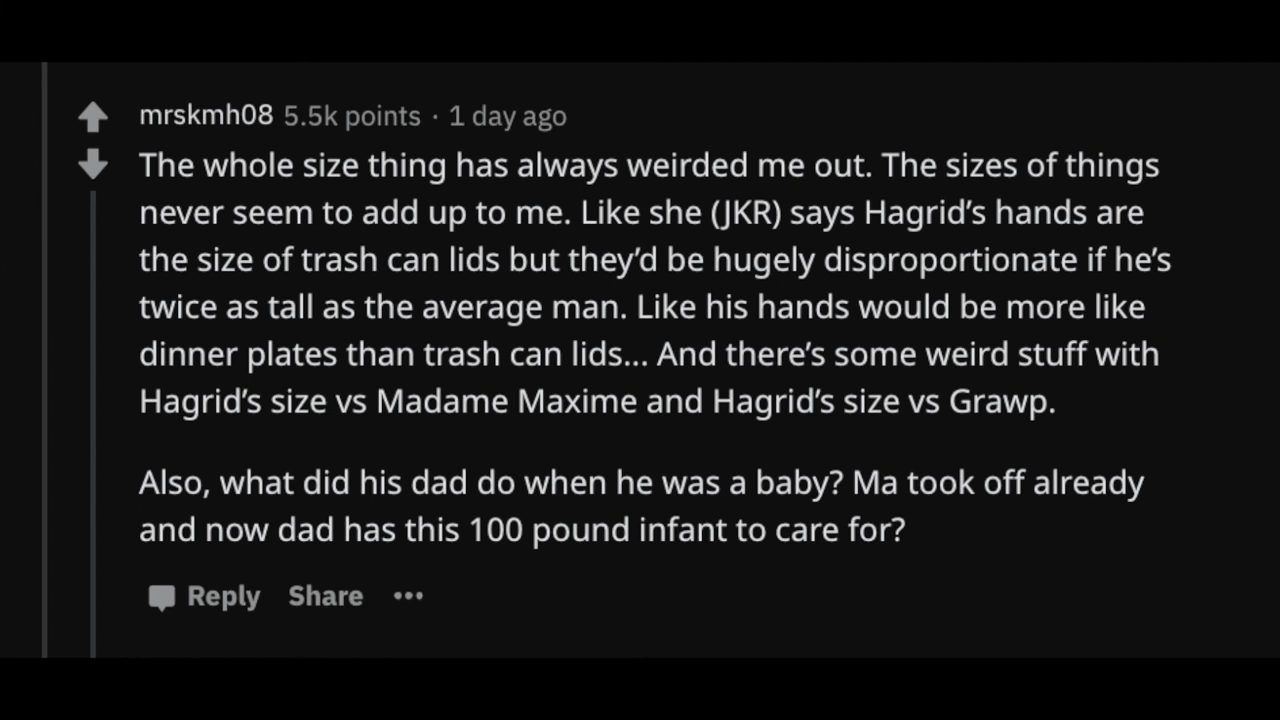 mrskmh08 5.5k points · 1 day ago
The whole size thing has always weirded me out. The sizes of things
never seem to add up to me. Like she (JKR) says Hagrid’s hands are
the size of trash can lids but they’d be hugely disproportionate if he’s
twice as tall as the average man. Like his hands would be more like
dinner plates than trash can lids... And there’s some weird stuff with
Hagrid’s size vs Madame Maxime and Hagrid’s size vs Grawp.
Also, what did his dad do when he was a baby? Ma took off already
and now dad has this 100 pound infant to care for?
Reply Share •••